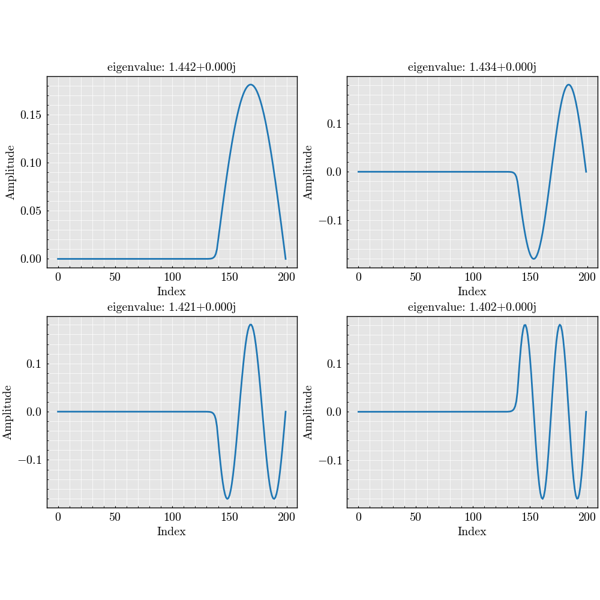 eigenvalue: 1.442+0.000j
Amplitude
0.15
0.10
0.05
0.00
0 50 100 150 200
Index
eigenvalue: 1.434+0.000j
Amplitude
0.1
0.0
−0.1
0 50 100 150 200
Index
eigenvalue: 1.421+0.000j
Amplitude
0.1
0.0
−0.1
0 50 100 150 200
Index
eigenvalue: 1.402+0.000j
Amplitude
0.1
0.0
−0.1
0 50 100 150 200
Index